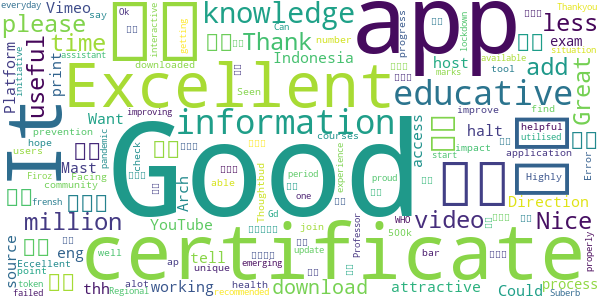 everyday
say
Vimeo
please
time
Platform
useful
print
initiative
assistant
Ok
interactive
getting
downloaded
knowledge
Thank
Can
number
Indonesia
Seen
app
progress
lockdown
marks
tool
available
less
exam
host
add
Great
Thankyou
situation
find
Excellent
educative
It
information
Good
certificate
Want
improving
prevention
hope
users
Mast
Facing
Firoz
community
check
Arch
courses
access
halt
improve
impact
start
application
helpful
utilised
Error
Highly
million
source
frensh
Eccellent
point
token
failed
eng
thh
Regional
alot
well
pandemic
YouTube
tell
working
ap
unique
emerging
able
Thoughtbud
period
one
Gd
update
health
recommended
download
experience
proud
join
Professor
WHO
500k
bar
video
attractive
Could
Nice
Direction
process
Suberb
properly